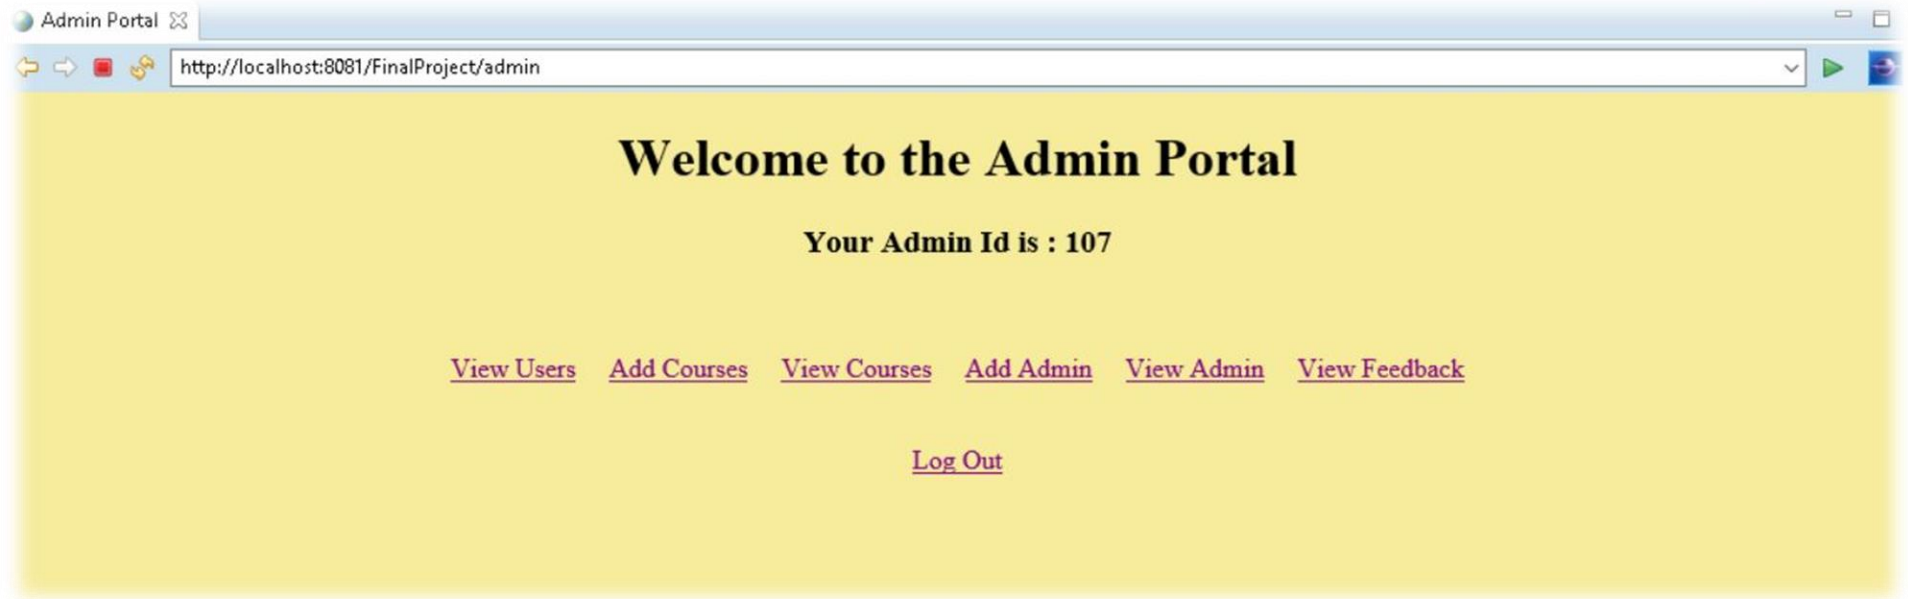 Admin Portal
http://localhost:8081/FinalProject/admin
Welcome to the Admin Portal
Your Admin Id is : 107
View Users Add Courses View Courses Add Admin View Admin View Feedback
Log Out